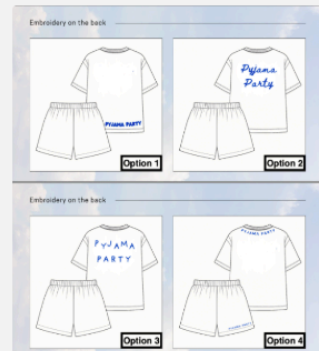 Embroidery on the back
PYJAMA PARTY
Option 1
Pyjama
Party
Option 2
Embroidery on the back
PYJAMA
PARTY
Option 3
PYJAMA PARTY
PYJAMA PARTY
Option 4